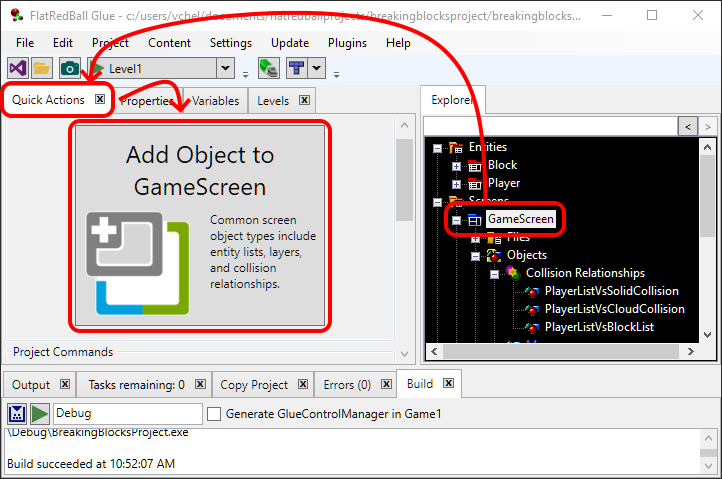 FlatRedBall Glue - c:/users/vchel/documents/flatredballprojects/breakingblocksproject/breakingblocks...
File Edit Project Content Settings Update Plugins Help
Level1
Quick Actions Properties Variables Levels
Explorer
Add Object to
GameScreen
Common screen
object types include
entity lists, layers,
and collision
relationships.
Project Commands
< >
Entities
Block
Player
Screens
GameScreen
Files
Objects
Collision Relationships
PlayerListVsSolidCollision
PlayerListVsCloudCollision
PlayerListVsBlockList
Output Tasks remaining: 0 Copy Project Errors (0) Build
Debug Generate GlueControlManager in Game1
\Debug\BreakingBlocksProject.exe
Build succeeded at 10:52:07 AM